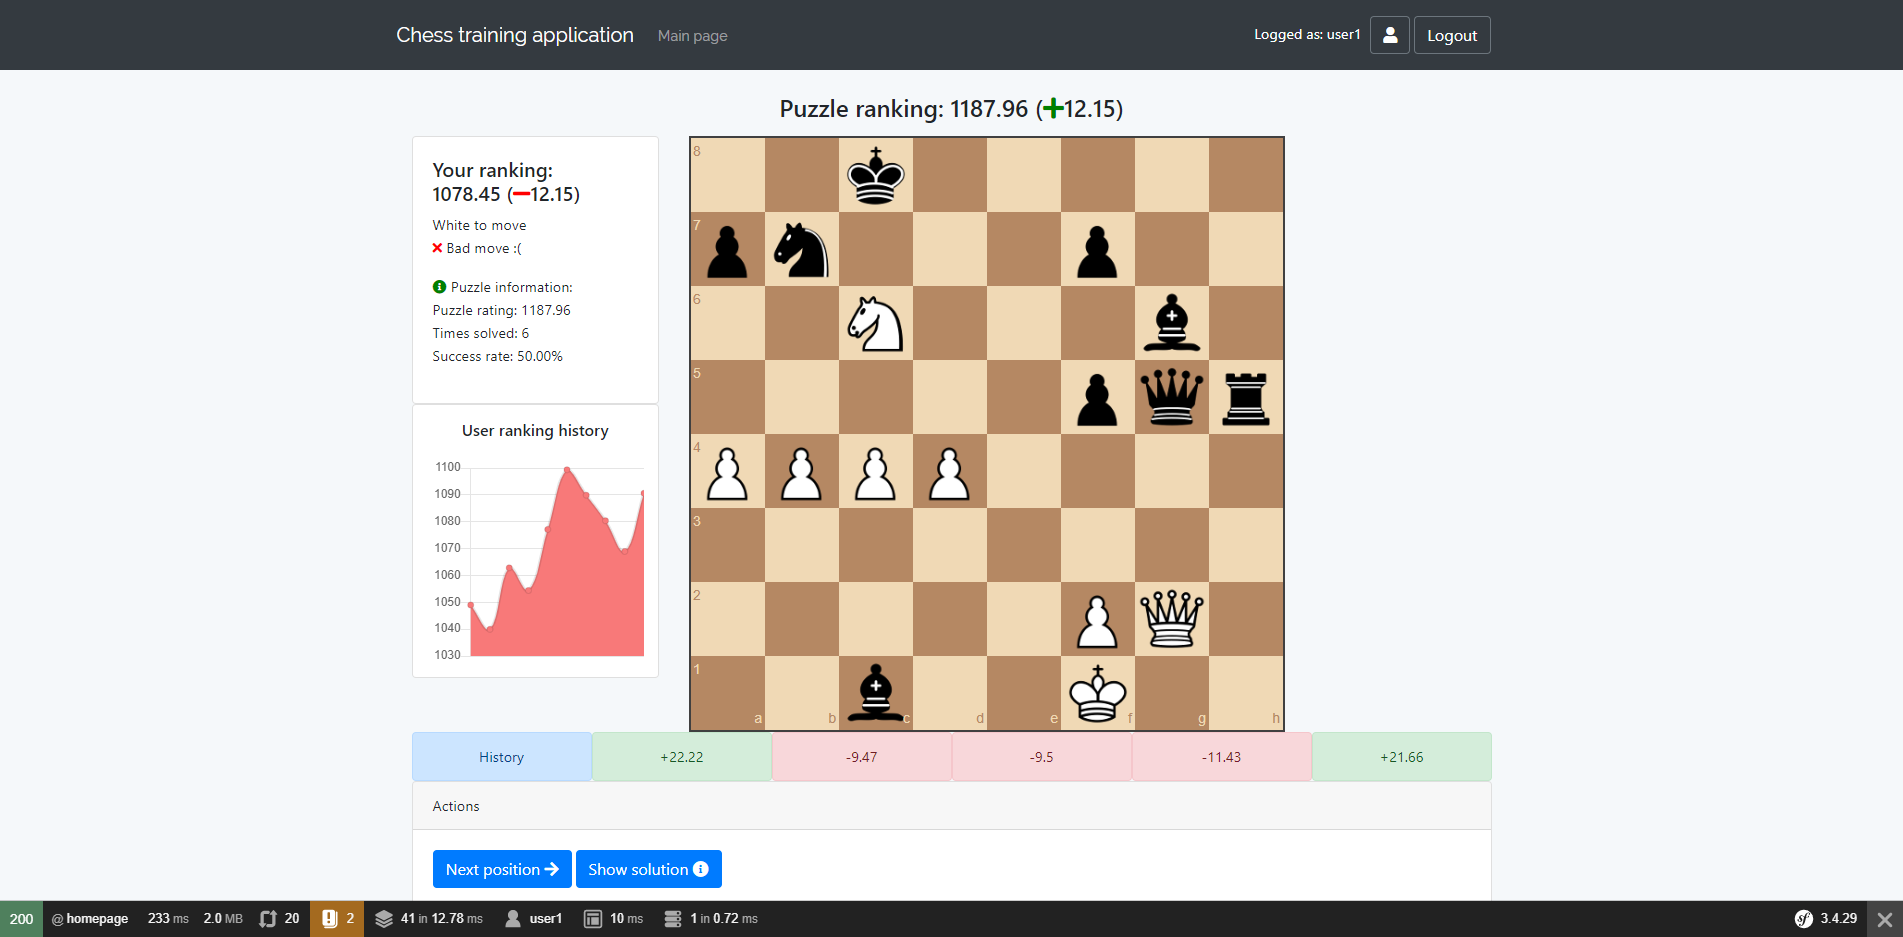 Chess training application Main page Logged as: user1 Logout
Puzzle ranking: 1187.96 (+12.15)
Your ranking:
1078.45 (−12.15)
White to move
Bad move :(
Puzzle information:
Puzzle rating: 1187.96
Times solved: 6
Success rate: 50.00%
User ranking history
1100
1090
1080
1070
1060
1050
1040
1030
8
7
6
5
4
3
2
1
a b c d e f g h
History +22.22 -9.47 -9.5 -11.43 +21.66
Actions
Next position Show solution
200 @ homepage 233 ms 2.0 MB 20 2 41 in 12.78 ms user1 10 ms 1 in 0.72 ms sf 3.4.29